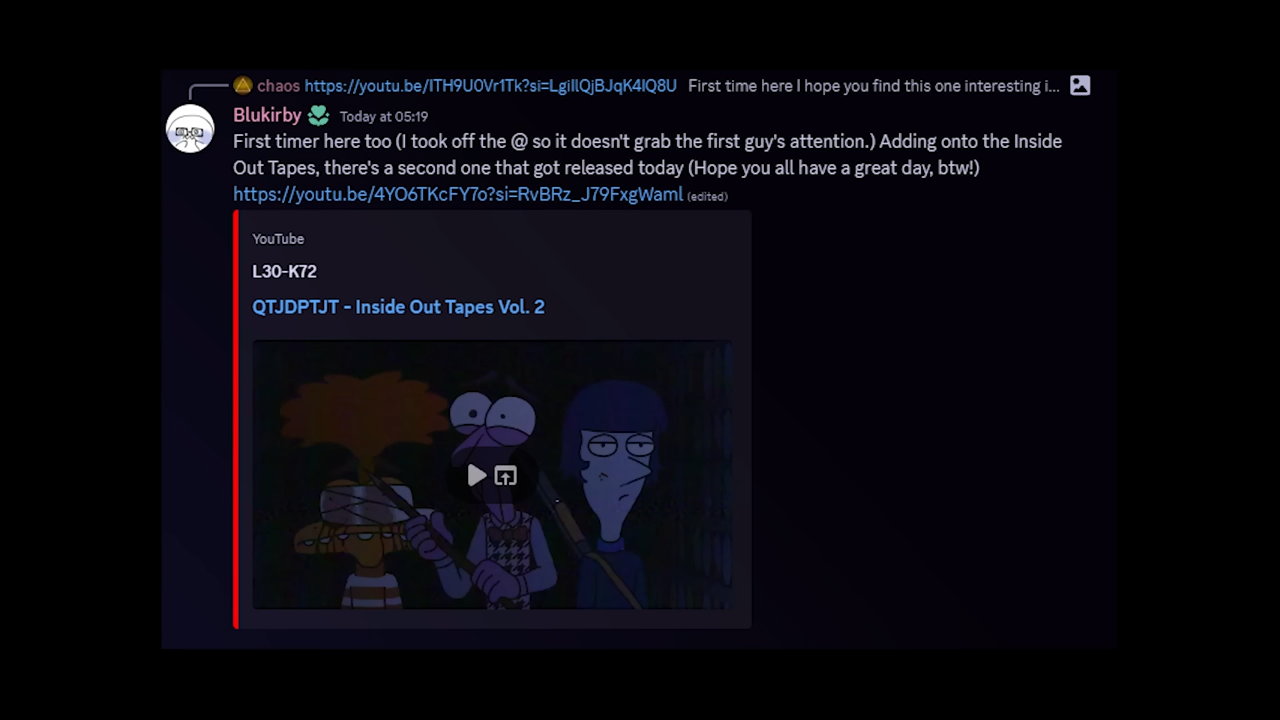 chaos https://youtu.be/ITH9U0Vr1Tk?si=LgillQjBJqK4lQ8U First time here I hope you find this one interesting i...
Blukirby Today at 05:19
First timer here too (I took off the @ so it doesn't grab the first guy's attention.) Adding onto the Inside
Out Tapes, there's a second one that got released today (Hope you all have a great day, btw!)
https://youtu.be/4YO6TKcFY7o?si=RvBRz_J79FxgWaml (edited)
YouTube
L30-K72
QTJDPTJT - Inside Out Tapes Vol. 2